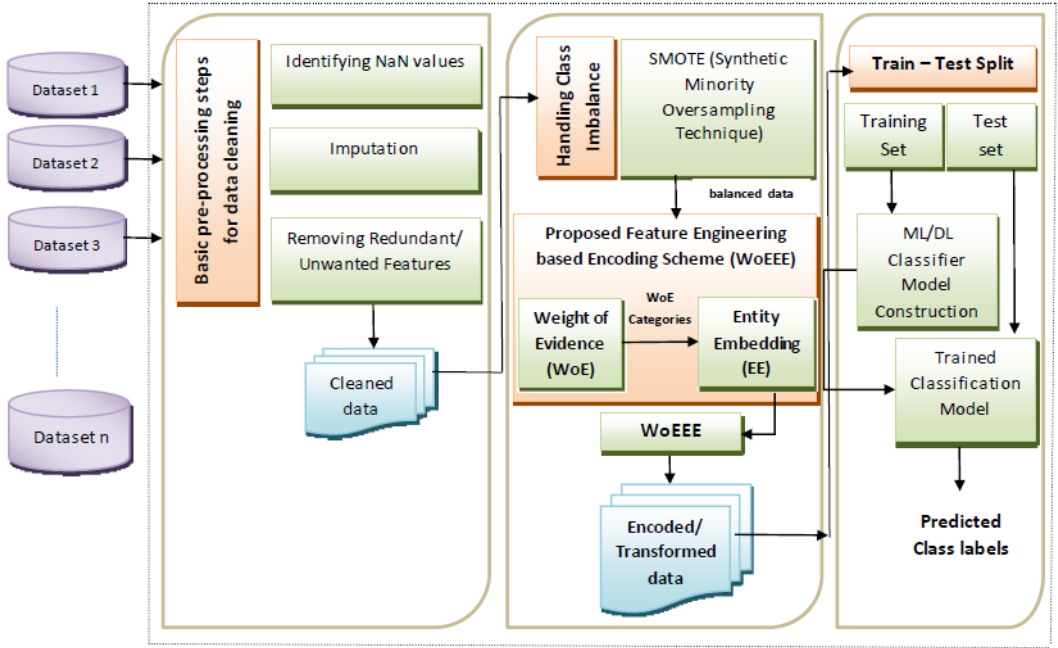 Dataset 1
Dataset 2
Dataset 3
Dataset n
Basic pre-processing steps
for data cleaning
Identifying NaN values
Imputation
Removing Redundant/
Unwanted Features
Cleaned
data
Handling Class
Imbalance
SMOTE (Synthetic
Minority
Oversampling
Technique)
balanced data
Proposed Feature Engineering
based Encoding Scheme (WoEEE)
Weight of
Evidence
(WoE)
WoE
Categories
Entity
Embedding
(EE)
WoEEE
Encoded/
Transformed
data
Train – Test Split
Training
Set
Test
set
ML/DL
Classifier
Model
Construction
Trained
Classification
Model
Predicted
Class labels